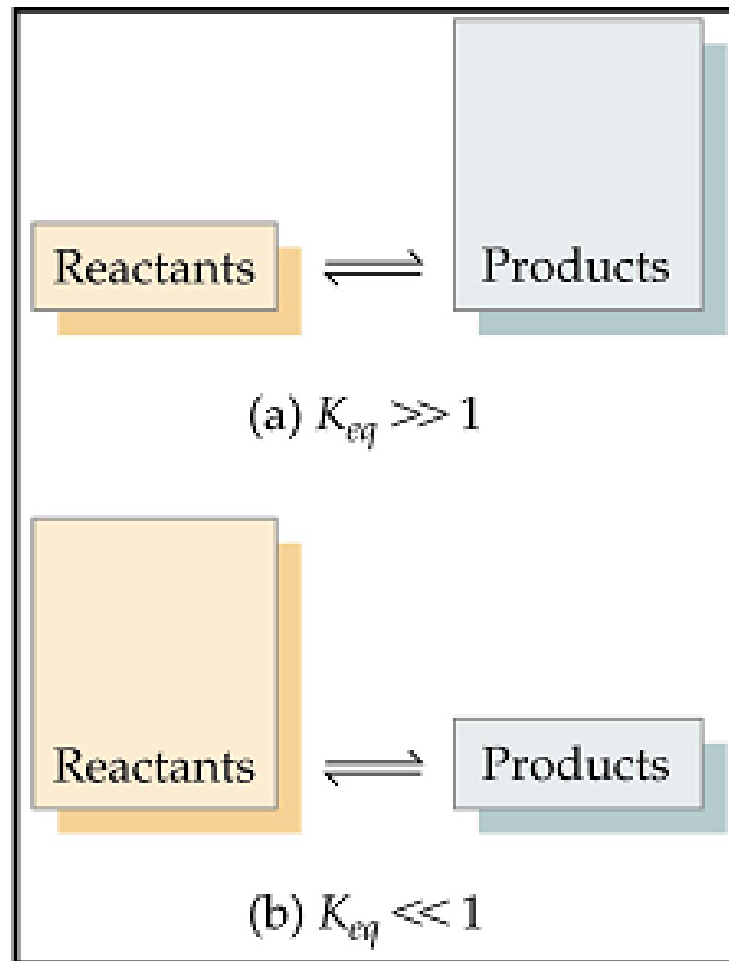 Reactants ⇌ Products
(a) K_eq >> 1
Reactants ⇌ Products
(b) K_eq << 1